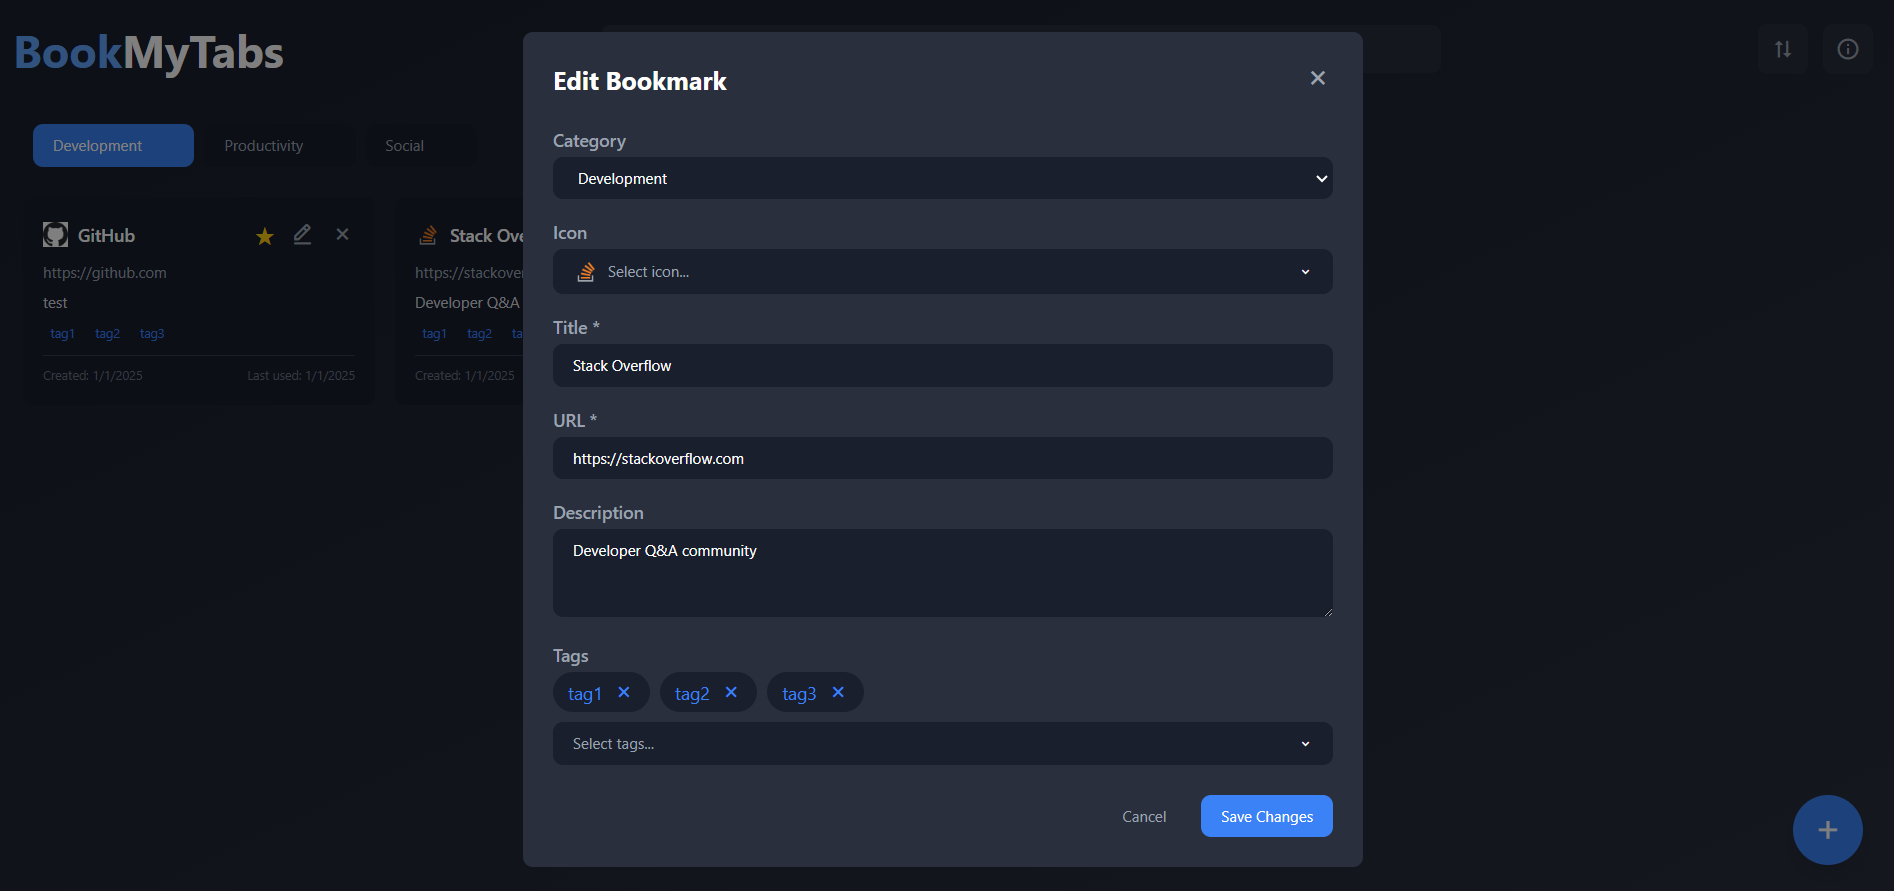 BookMyTabs
Development
Productivity
Social
GitHub
https://github.com
test
tag1 tag2 tag3
Created: 1/1/2025 Last used: 1/1/2025
Stack Ove
https://stackover
Developer Q&A
tag1 tag2 ta
Created: 1/1/2025
Edit Bookmark
Category
Development
Icon
Select icon...
Title *
Stack Overflow
URL *
https://stackoverflow.com
Description
Developer Q&A community
Tags
tag1 tag2 tag3
Select tags...
Cancel
Save Changes